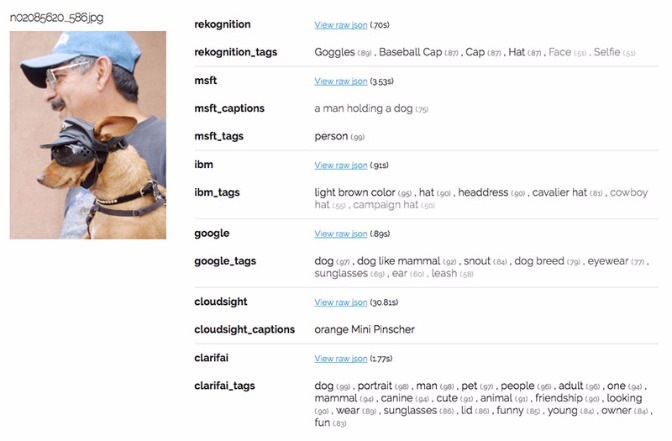 n02085620_586.jpg
rekognition View raw json (.70s)
rekognition_tags Goggles (.89) , Baseball Cap (.87) , Cap (.87) , Hat (.87) , Face (.51) , Selfie (.51)
msft View raw json (3.53s)
msft_captions a man holding a dog (.75)
msft_tags person (.99)
ibm View raw json (.91s)
ibm_tags light brown color (.95) , hat (.90) , headdress (.90) , cavalier hat (.81) , cowboy
hat (.55) , campaign hat (.50)
google View raw json (.89s)
google_tags dog (.97) , dog like mammal (.92) , snout (.84) , dog breed (.79) , eyewear (.77) ,
sunglasses (.69) , ear (.60) , leash (.58)
cloudsight View raw json (30.81s)
cloudsight_captions orange Mini Pinscher
clarifai View raw json (1.77s)
clarifai_tags dog (.99) , portrait (.98) , man (.98) , pet (.97) , people (.96) , adult (.96) , one (.94) ,
mammal (.94) , canine (.94) , cute (.91) , animal (.91) , friendship (.90) , looking
(.90) , wear (.89) , sunglasses (.86) , lid (.86) , funny (.85) , young (.84) , owner (.84) ,
fun (.83)